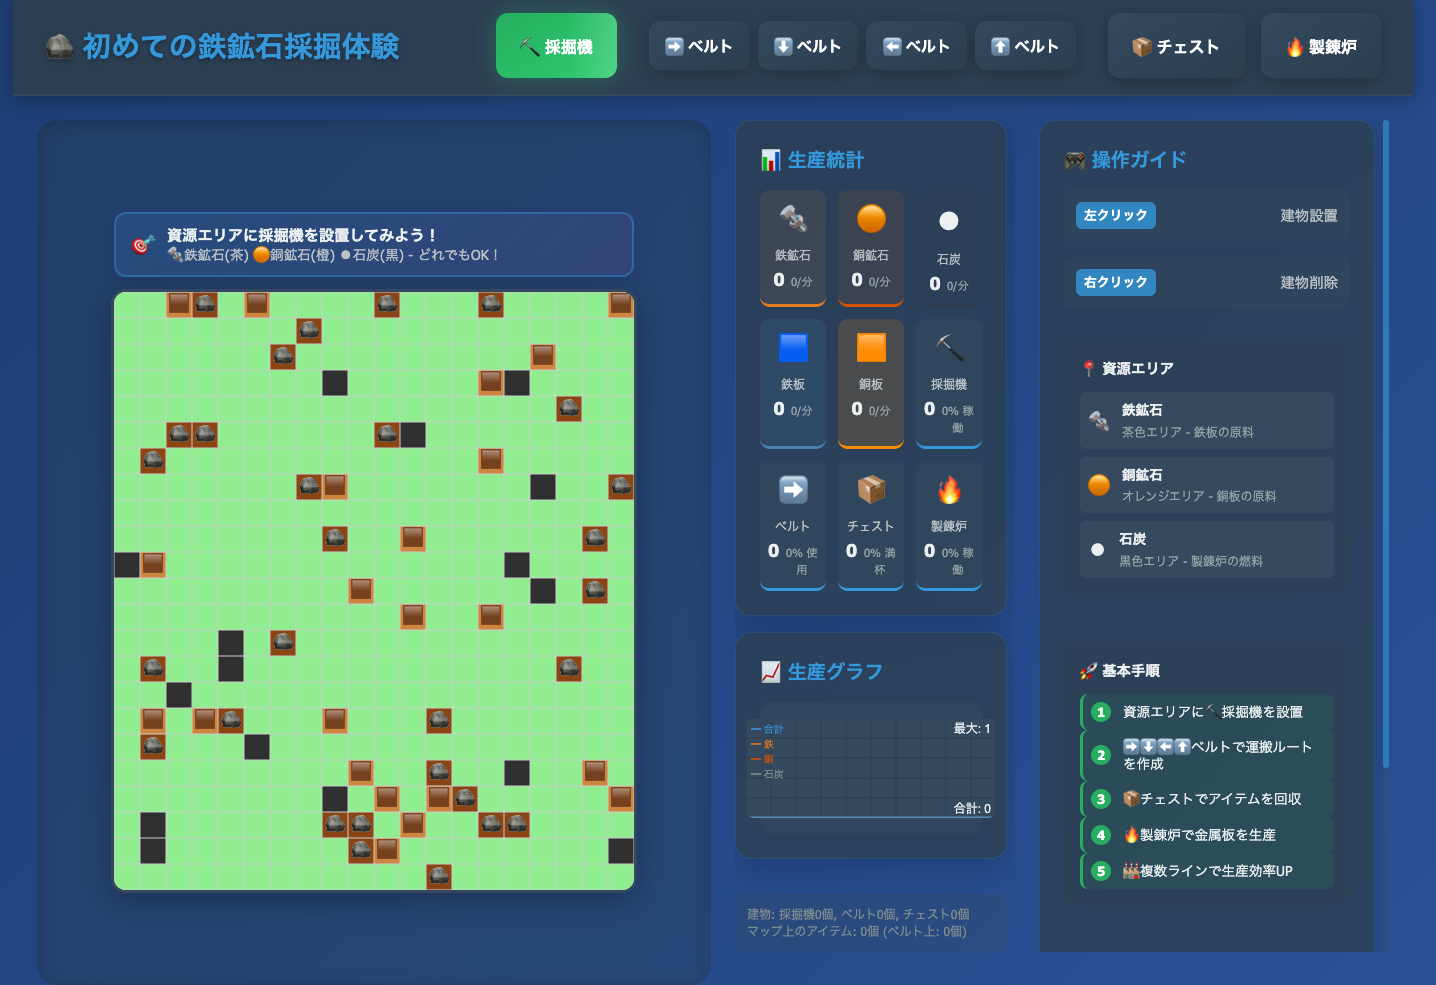 初めての鉄鉱石採掘体験
採掘機
ベルト
ベルト
ベルト
ベルト
チェスト
製錬炉
資源エリアに採掘機を設置してみよう！
鉄鉱石(茶) 銅鉱石(橙) 石炭(黒) - どれでもOK！
生産統計
鉄鉱石
0 0/分
銅鉱石
0 0/分
石炭
0 0/分
鉄板
0 0/分
銅板
0 0/分
採掘機
0 0% 稼
働
ベルト
0 0% 使
用
チェスト
0 0% 満
杯
製錬炉
0 0% 稼
働
生産グラフ
合計
鉄
銅
石炭
最大: 1
合計: 0
建物: 採掘機0個, ベルト0個, チェスト0個
マップ上のアイテム: 0個 (ベルト上: 0個)
操作ガイド
左クリック 建物設置
右クリック 建物削除
資源エリア
鉄鉱石
茶色エリア - 鉄板の原料
銅鉱石
オレンジエリア - 銅板の原料
石炭
黒色エリア - 製錬炉の燃料
基本手順
1 資源エリアに採掘機を設置
2 ベルトで運搬ルート
を作成
3 チェストでアイテムを回収
4 製錬炉で金属板を生産
5 複数ラインで生産効率UP